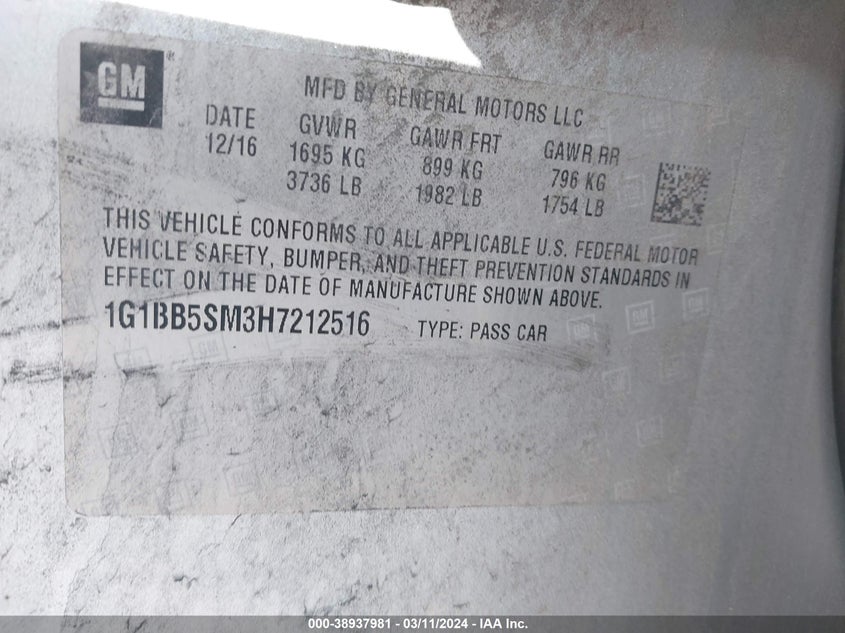 GM®
MFD BY GENERAL MOTORS LLC
DATE GVWR GAWR FRT GAWR RR
12/16 1695 KG 899 KG 796 KG
3736 LB 1982 LB 1754 LB
THIS VEHICLE CONFORMS TO ALL APPLICABLE U.S. FEDERAL MOTOR
VEHICLE SAFETY, BUMPER, AND THEFT PREVENTION STANDARDS IN
EFFECT ON THE DATE OF MANUFACTURE SHOWN ABOVE.
1G1BB5SM3H7212516 TYPE: PASS CAR
000-38937981 - 03/11/2024 - IAA Inc.